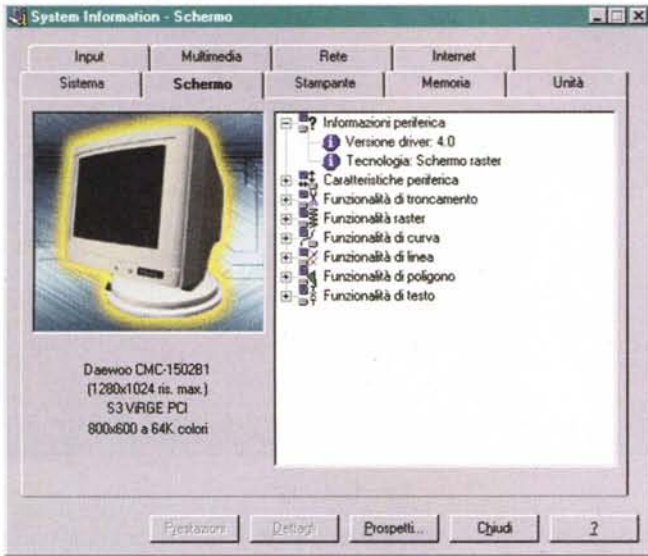 System Information - Schermo
Input Multimedia Rete Internet
Sistema Schermo Stampante Memoria Unità
Informazioni periferica
Versione driver: 4.0
Tecnologia: Schermo raster
Caratteristiche periferica
Funzionalità di troncamento
Funzionalità raster
Funzionalità di curva
Funzionalità di linea
Funzionalità di poligono
Funzionalità di testo
Daewoo CMC-1502B1
(1280x1024 ris. max.)
S3 ViRGE PCI
800x600 a 64K colori
Prestazioni Dettagli Prospetti... Chiudi ?